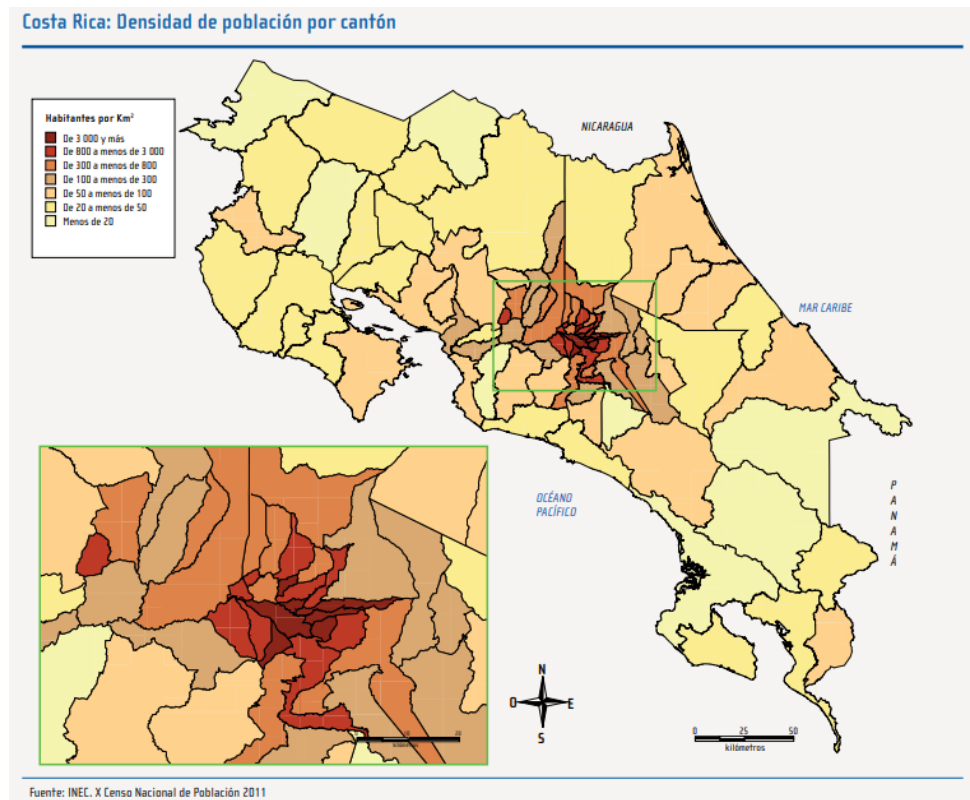 Costa Rica: Densidad de población por cantón
Habitantes por Km²
De 3 000 y más
De 800 a menos de 3 000
De 300 a menos de 800
De 100 a menos de 300
De 50 a menos de 100
De 20 a menos de 50
Menos de 20
NICARAGUA
MAR CARIBE
OCÉANO
PACÍFICO
P
A
N
A
M
Á
N
O
E
S
0 25 50
kilómetros
20
kilómetros
Fuente: INEC. X Censo Nacional de Población 2011